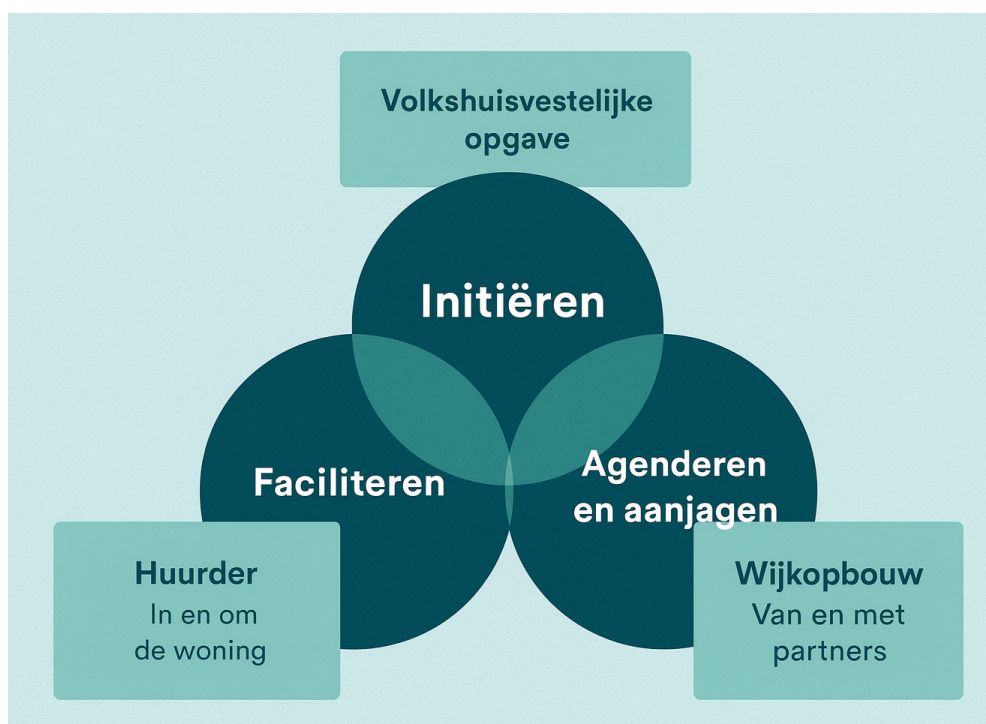 Volkshuisvestelijke
opgave
Initiëren
Faciliteren
Agenderen
en aanjagen
Huurder
In en om
de woning
Wijkopbouw
Van en met
partners